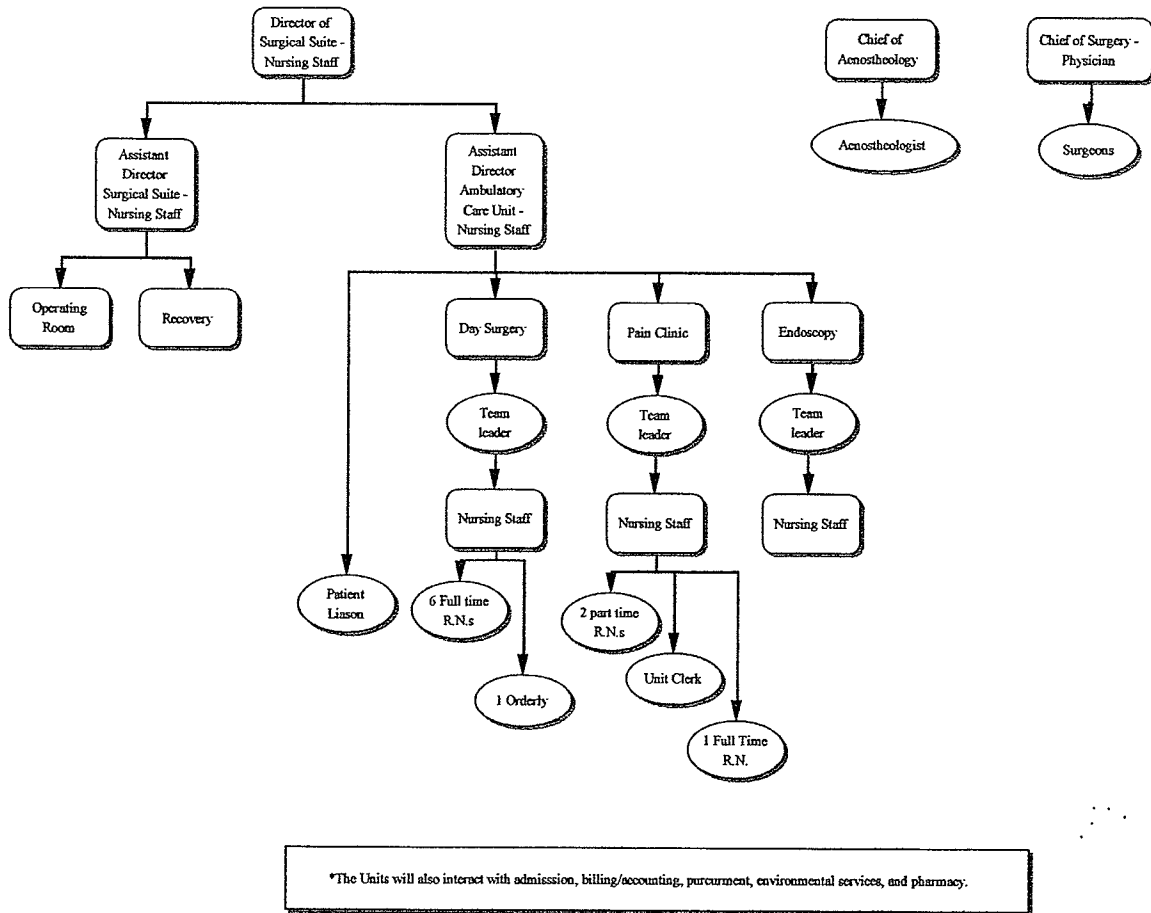 Director of
Surgical Suite -
Nursing Staff
Chief of
Aenostheology
Chief of Surgery -
Physician
Assistant
Director
Surgical Suite -
Nursing Staff
Assistant
Director
Ambulatory
Care Unit -
Nursing Staff
Aenostheologist
Surgeons
Operating
Room
Recovery
Day Surgery
Pain Clinic
Endoscopy
Team
leader
Team
leader
Team
leader
Nursing Staff
Nursing Staff
Nursing Staff
Patient
Liason
6 Full time
R.N.s
2 part time
R.N.s
Unit Clerk
1 Orderly
1 Full Time
R.N.
*The Units will also interact with admisssion, billing/accounting, purcurment, environmental services, and pharmacy.